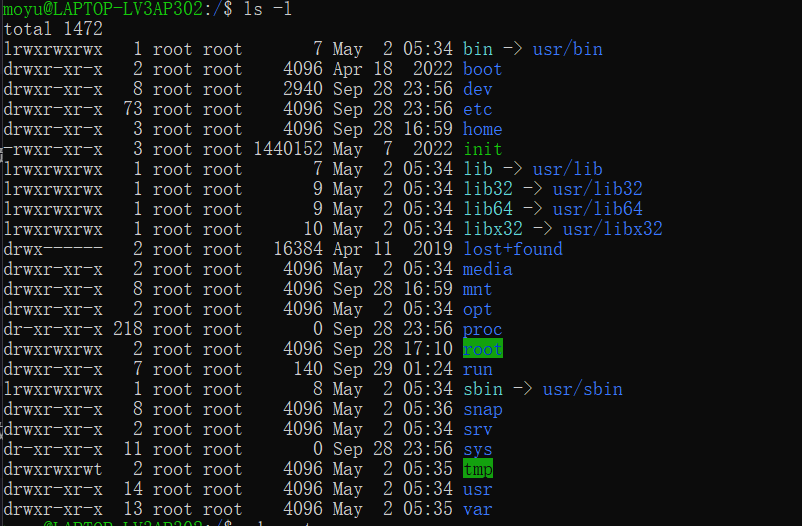 moyu@LAPTOP-LV3AP302:/$ ls -l
total 1472
lrwxrwxrwx   1 root root       7 May  2 05:34 bin -> usr/bin
drwxr-xr-x   2 root root    4096 Apr 18  2022 boot
drwxr-xr-x   8 root root    2940 Sep 28 23:56 dev
drwxr-xr-x  73 root root    4096 Sep 28 23:56 etc
drwxr-xr-x   3 root root    4096 Sep 28 16:59 home
-rwxr-xr-x   3 root root 1440152 May  7  2022 init
lrwxrwxrwx   1 root root       7 May  2 05:34 lib -> usr/lib
lrwxrwxrwx   1 root root       9 May  2 05:34 lib32 -> usr/lib32
lrwxrwxrwx   1 root root       9 May  2 05:34 lib64 -> usr/lib64
lrwxrwxrwx   1 root root      10 May  2 05:34 libx32 -> usr/libx32
drwx------   2 root root   16384 Apr 11  2019 lost+found
drwxr-xr-x   2 root root    4096 May  2 05:34 media
drwxr-xr-x   8 root root    4096 Sep 28 16:59 mnt
drwxr-xr-x   2 root root    4096 May  2 05:34 opt
dr-xr-xr-x 218 root root       0 Sep 28 23:56 proc
drwxrwxrwx   2 root root    4096 Sep 28 17:10 root
drwxr-xr-x   7 root root     140 Sep 29 01:24 run
lrwxrwxrwx   1 root root       8 May  2 05:34 sbin -> usr/sbin
drwxr-xr-x   8 root root    4096 May  2 05:36 snap
drwxr-xr-x   2 root root    4096 May  2 05:34 srv
dr-xr-xr-x  11 root root       0 Sep 28 23:56 sys
drwxrwxrwt   2 root root    4096 May  2 05:35 tmp
drwxr-xr-x  14 root root    4096 May  2 05:34 usr
drwxr-xr-x  13 root root    4096 May  2 05:35 var
moyu@LAPTOP-LV3AP302:/$